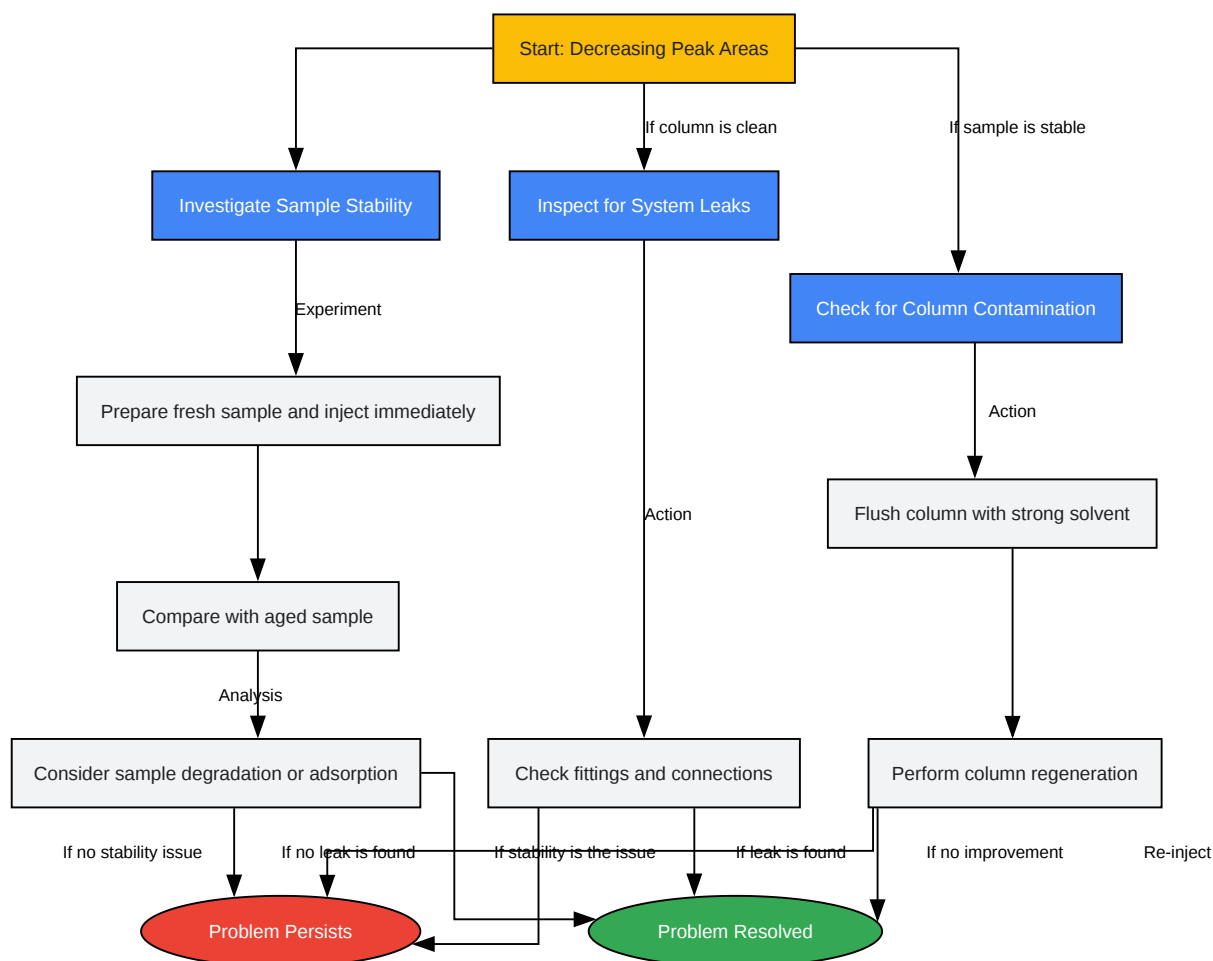 Start: Decreasing Peak Areas
If column is clean
If sample is stable
Investigate Sample Stability
Inspect for System Leaks
Check for Column Contamination
Experiment
Prepare fresh sample and inject immediately
Action
Flush column with strong solvent
Action
Compare with aged sample
Analysis
Consider sample degradation or adsorption
Check fittings and connections
Perform column regeneration
If no stability issue
If no leak is found
If stability is the issue
If leak is found
If no improvement
Re-inject
Problem Persists
Problem Resolved